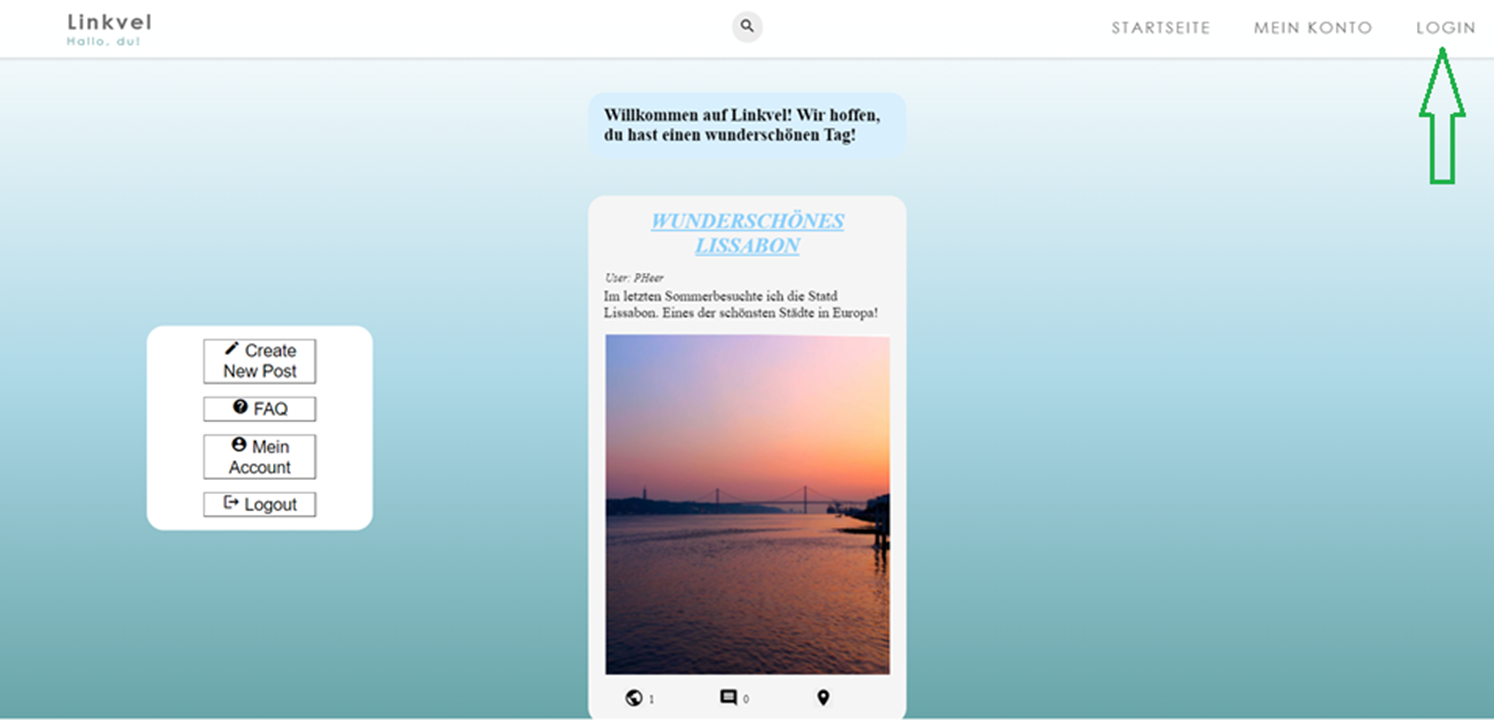 Linkvel
Hallo, du!
STARTSEITE
MEIN KONTO
LOGIN
Willkommen auf Linkvel! Wir hoffen,
du hast einen wunderschönen Tag!
WUNDERSCHÖNES
LISSABON
User: PHeer
Im letzten Sommerbesuchte ich die Statd
Lissabon. Eines der schönsten Städte in Europa!
Create
New Post
FAQ
Mein
Account
Logout
1
0